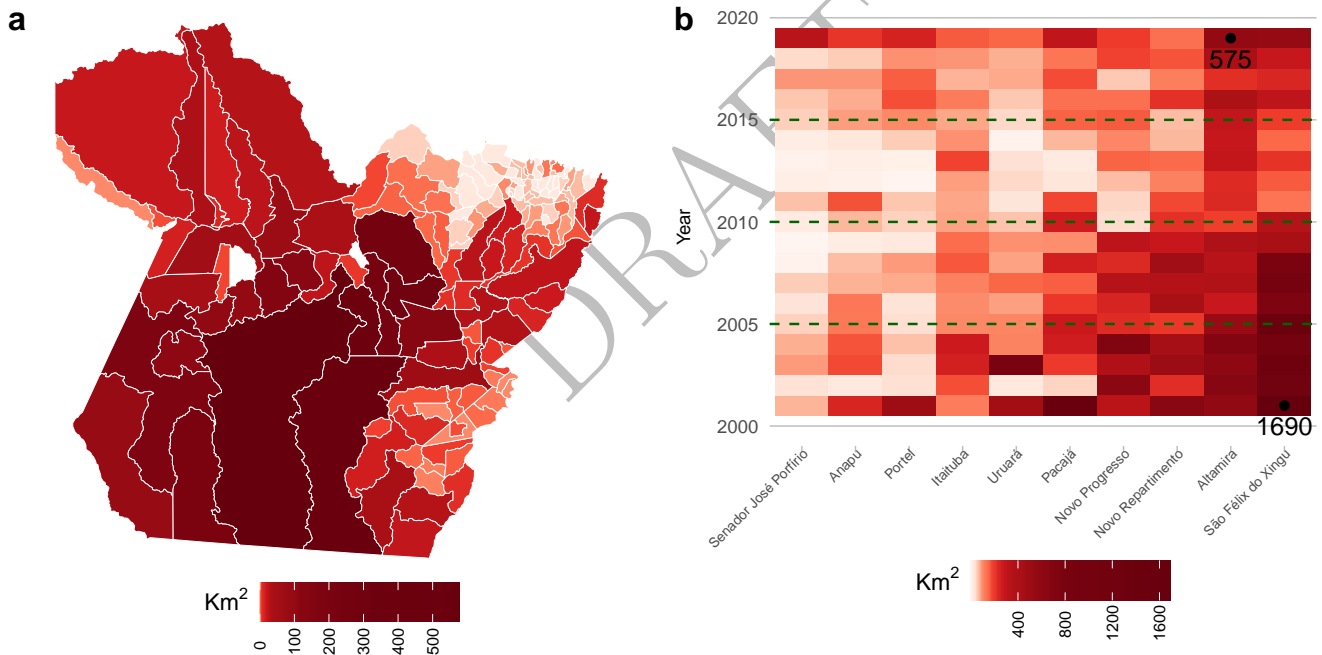 a
Km2
0
100
200
300
400
500
b
Year
2020
2015
2010
2005
2000
575
1690
Senador José Porfírio
Anapú
Portel
Itaituba
Uruará
Pacajá
Novo Progresso
Novo Repartimento
Altamira
São Félix do Xingu
Km2
400
800
1200
1600
DRAFT